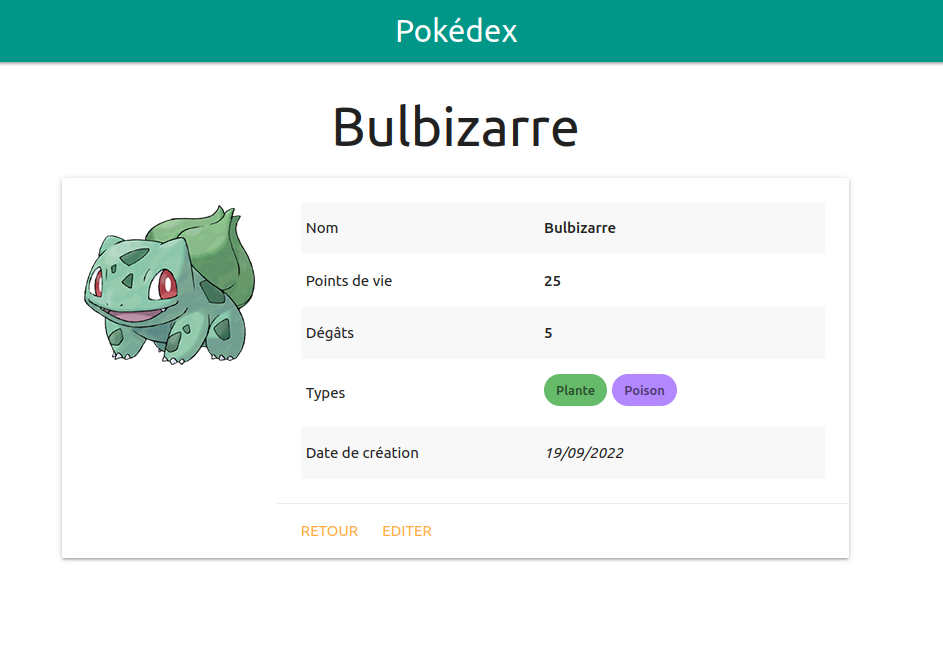 Pokédex
Bulbizarre
Nom Bulbizarre
Points de vie 25
Dégâts 5
Types Plante Poison
Date de création 19/09/2022
RETOUR EDITER